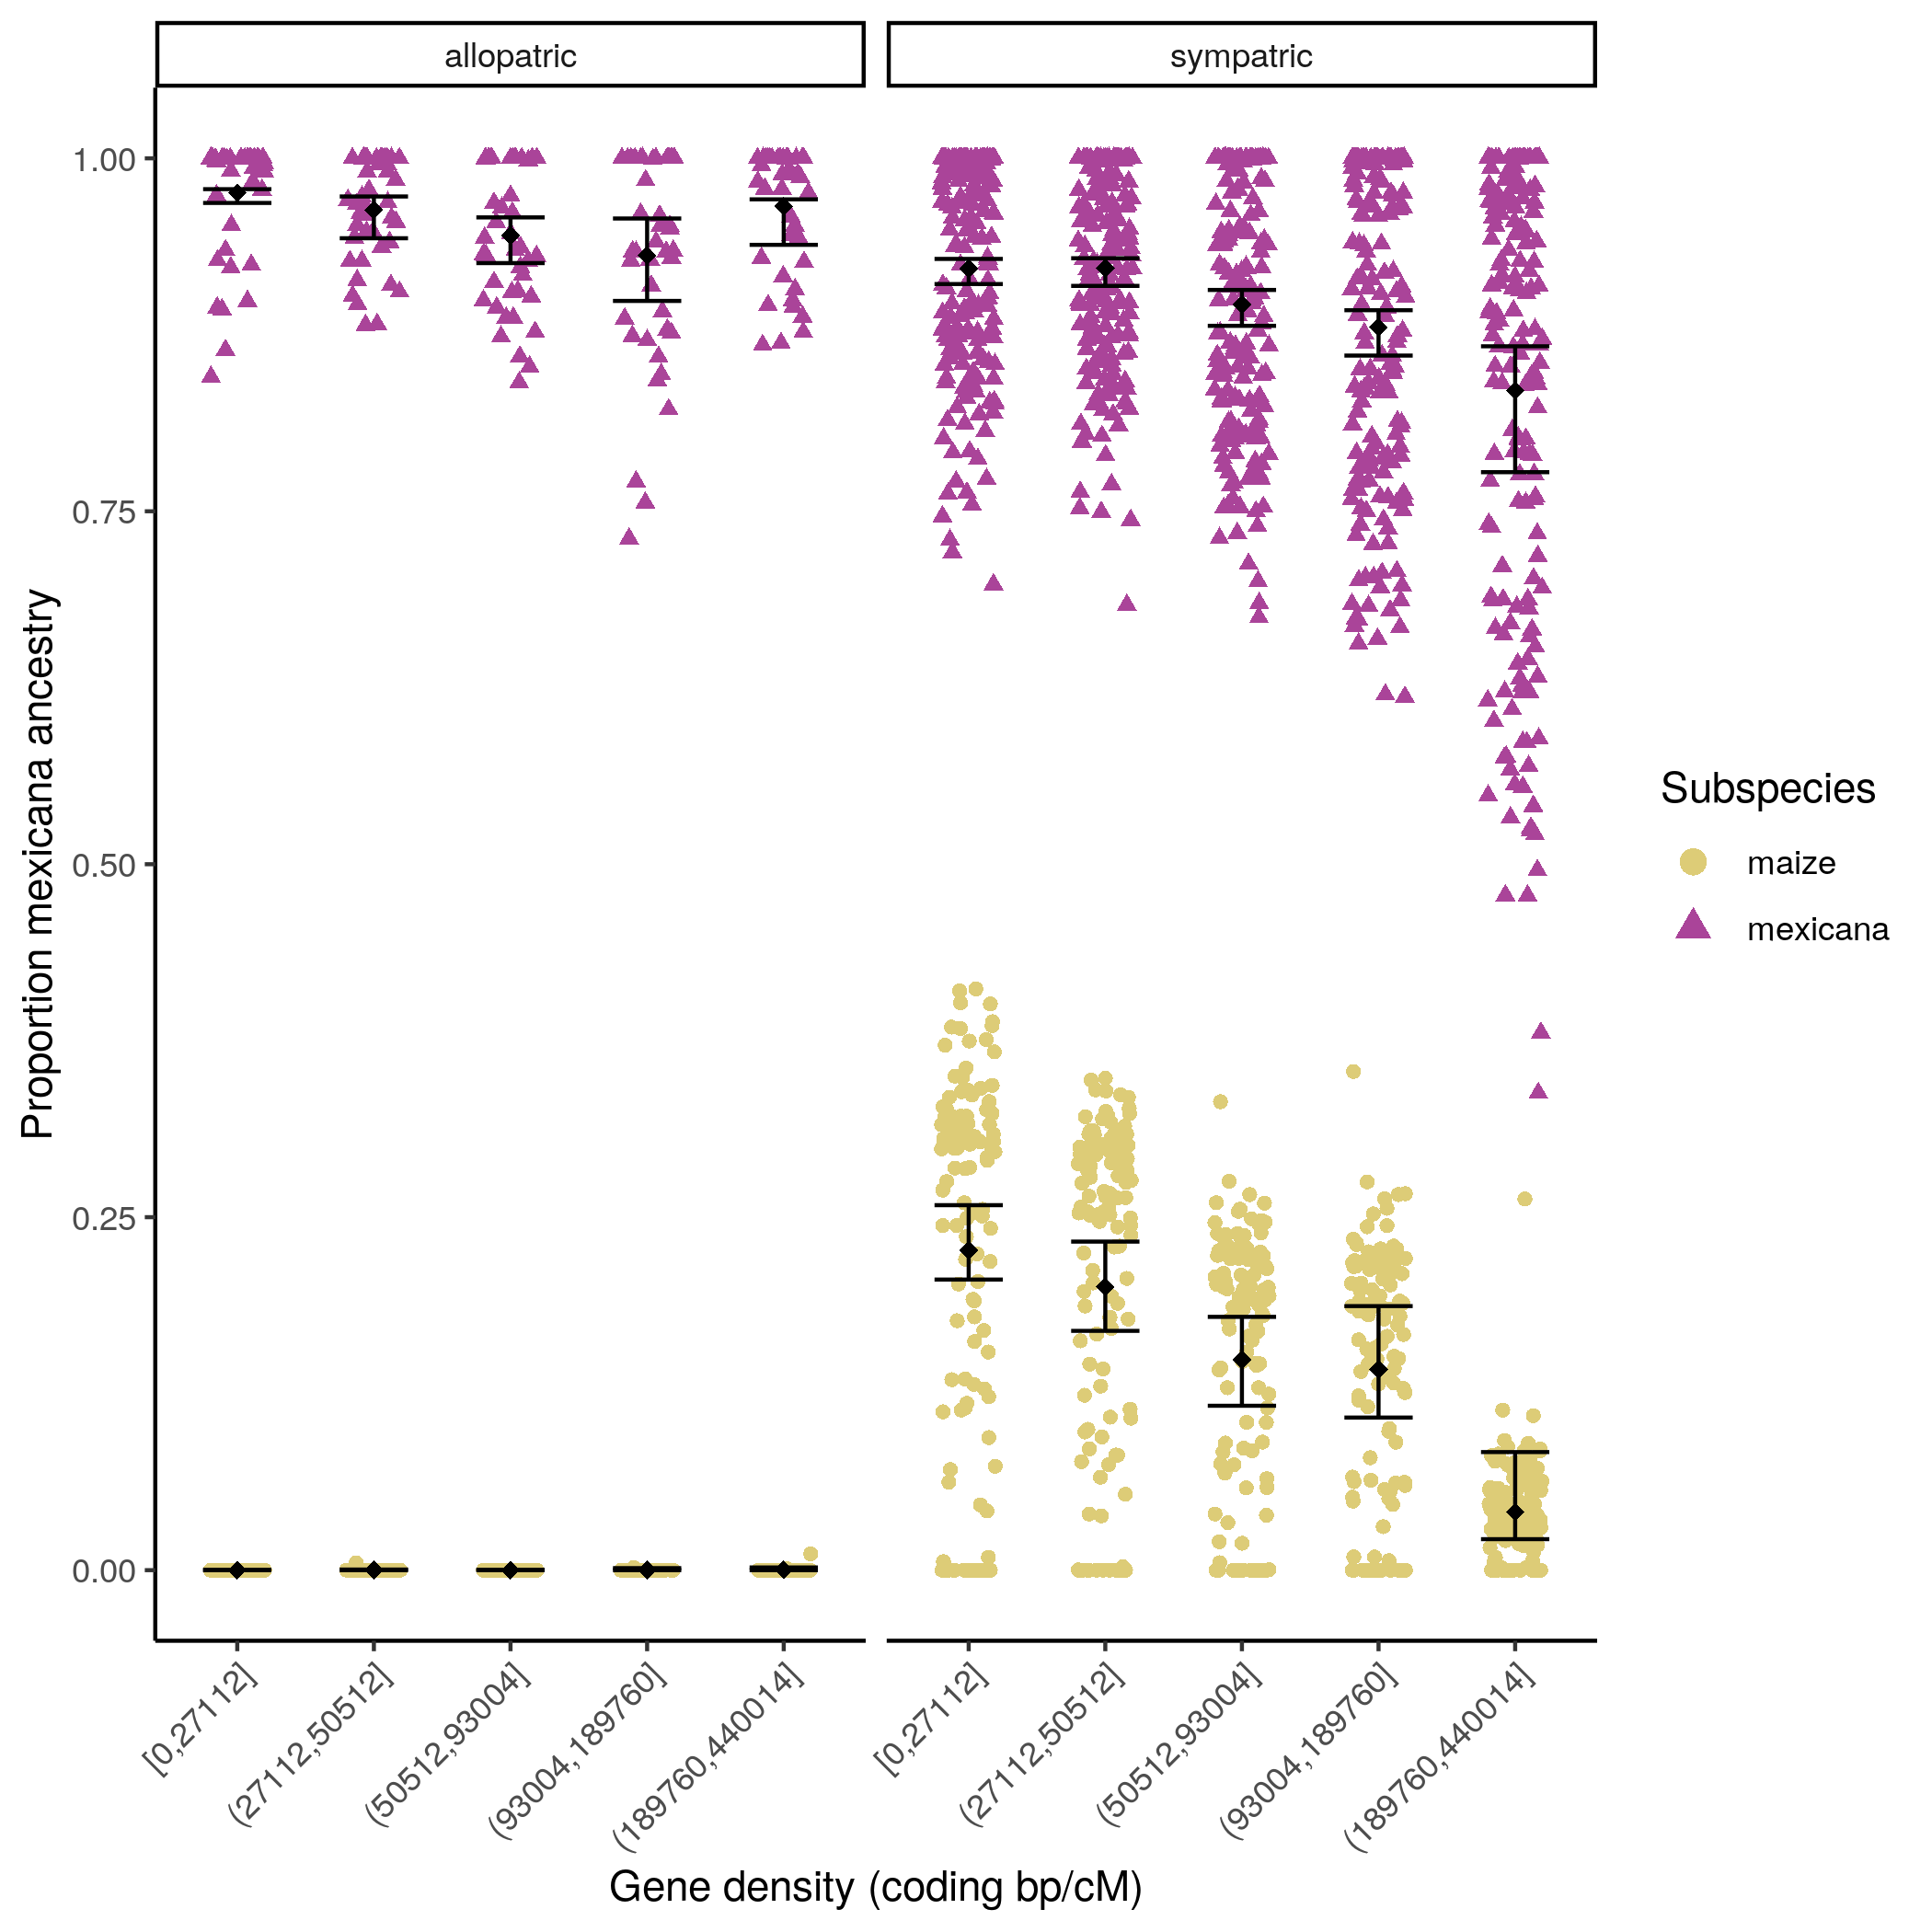 allopatric
sympatric
Proportion mexicana ancestry
1.00
0.75
0.50
0.25
0.00
Subspecies
maize
mexicana
[0,27112]
(27112,50512]
(50512,93004]
(93004,189760]
(189760,440014]
[0,27112]
(27112,50512]
(50512,93004]
(93004,189760]
(189760,440014]
Gene density (coding bp/cM)